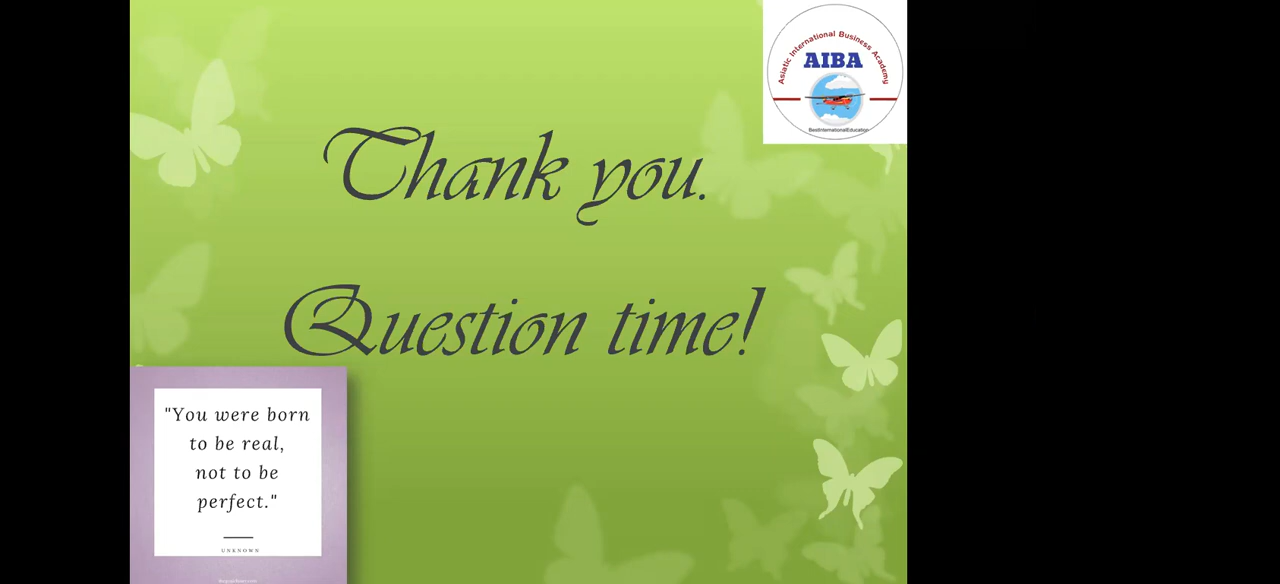 Asiatic International Business Academy
AIBA
BestInternationalEducation
Thank you.
Question time!
"You were born
to be real,
not to be
perfect."
UNKNOWN